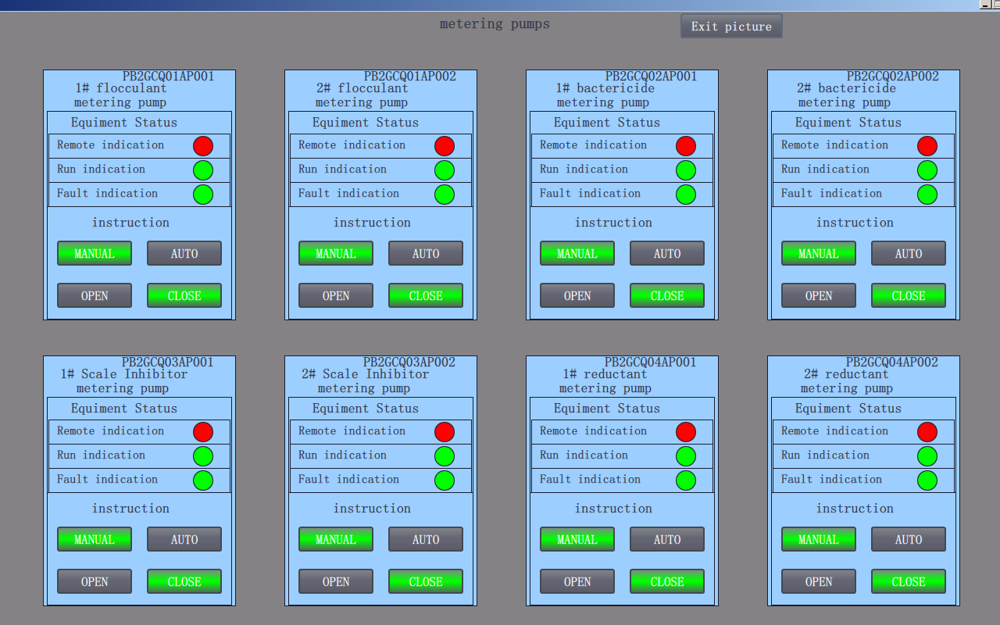 metering pumps
Exit picture
PB2GCQ01AP001
1# flocculant
metering pump
Equiment Status
Remote indication
Run indication
Fault indication
instruction
MANUAL
AUTO
OPEN
CLOSE
PB2GCQ01AP002
2# flocculant
metering pump
Equiment Status
Remote indication
Run indication
Fault indication
instruction
MANUAL
AUTO
OPEN
CLOSE
PB2GCQ02AP001
1# bactericide
metering pump
Equiment Status
Remote indication
Run indication
Fault indication
instruction
MANUAL
AUTO
OPEN
CLOSE
PB2GCQ02AP002
2# bactericide
metering pump
Equiment Status
Remote indication
Run indication
Fault indication
instruction
MANUAL
AUTO
OPEN
CLOSE
PB2GCQ03AP001
1# Scale Inhibitor
metering pump
Equiment Status
Remote indication
Run indication
Fault indication
instruction
MANUAL
AUTO
OPEN
CLOSE
PB2GCQ03AP002
2# Scale Inhibitor
metering pump
Equiment Status
Remote indication
Run indication
Fault indication
instruction
MANUAL
AUTO
OPEN
CLOSE
PB2GCQ04AP001
1# reductant
metering pump
Equiment Status
Remote indication
Run indication
Fault indication
instruction
MANUAL
AUTO
OPEN
CLOSE
PB2GCQ04AP002
2# reductant
metering pump
Equiment Status
Remote indication
Run indication
Fault indication
instruction
MANUAL
AUTO
OPEN
CLOSE